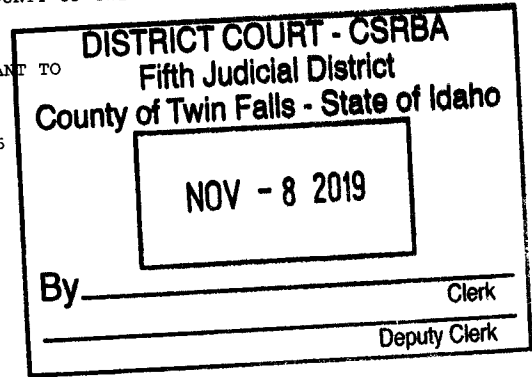 DISTRICT COURT - CSRBA
TO
Fifth Judicial District
County of Twin Falls - State of Idaho
NOV - 8 2019
By
Clerk
Deputy Clerk